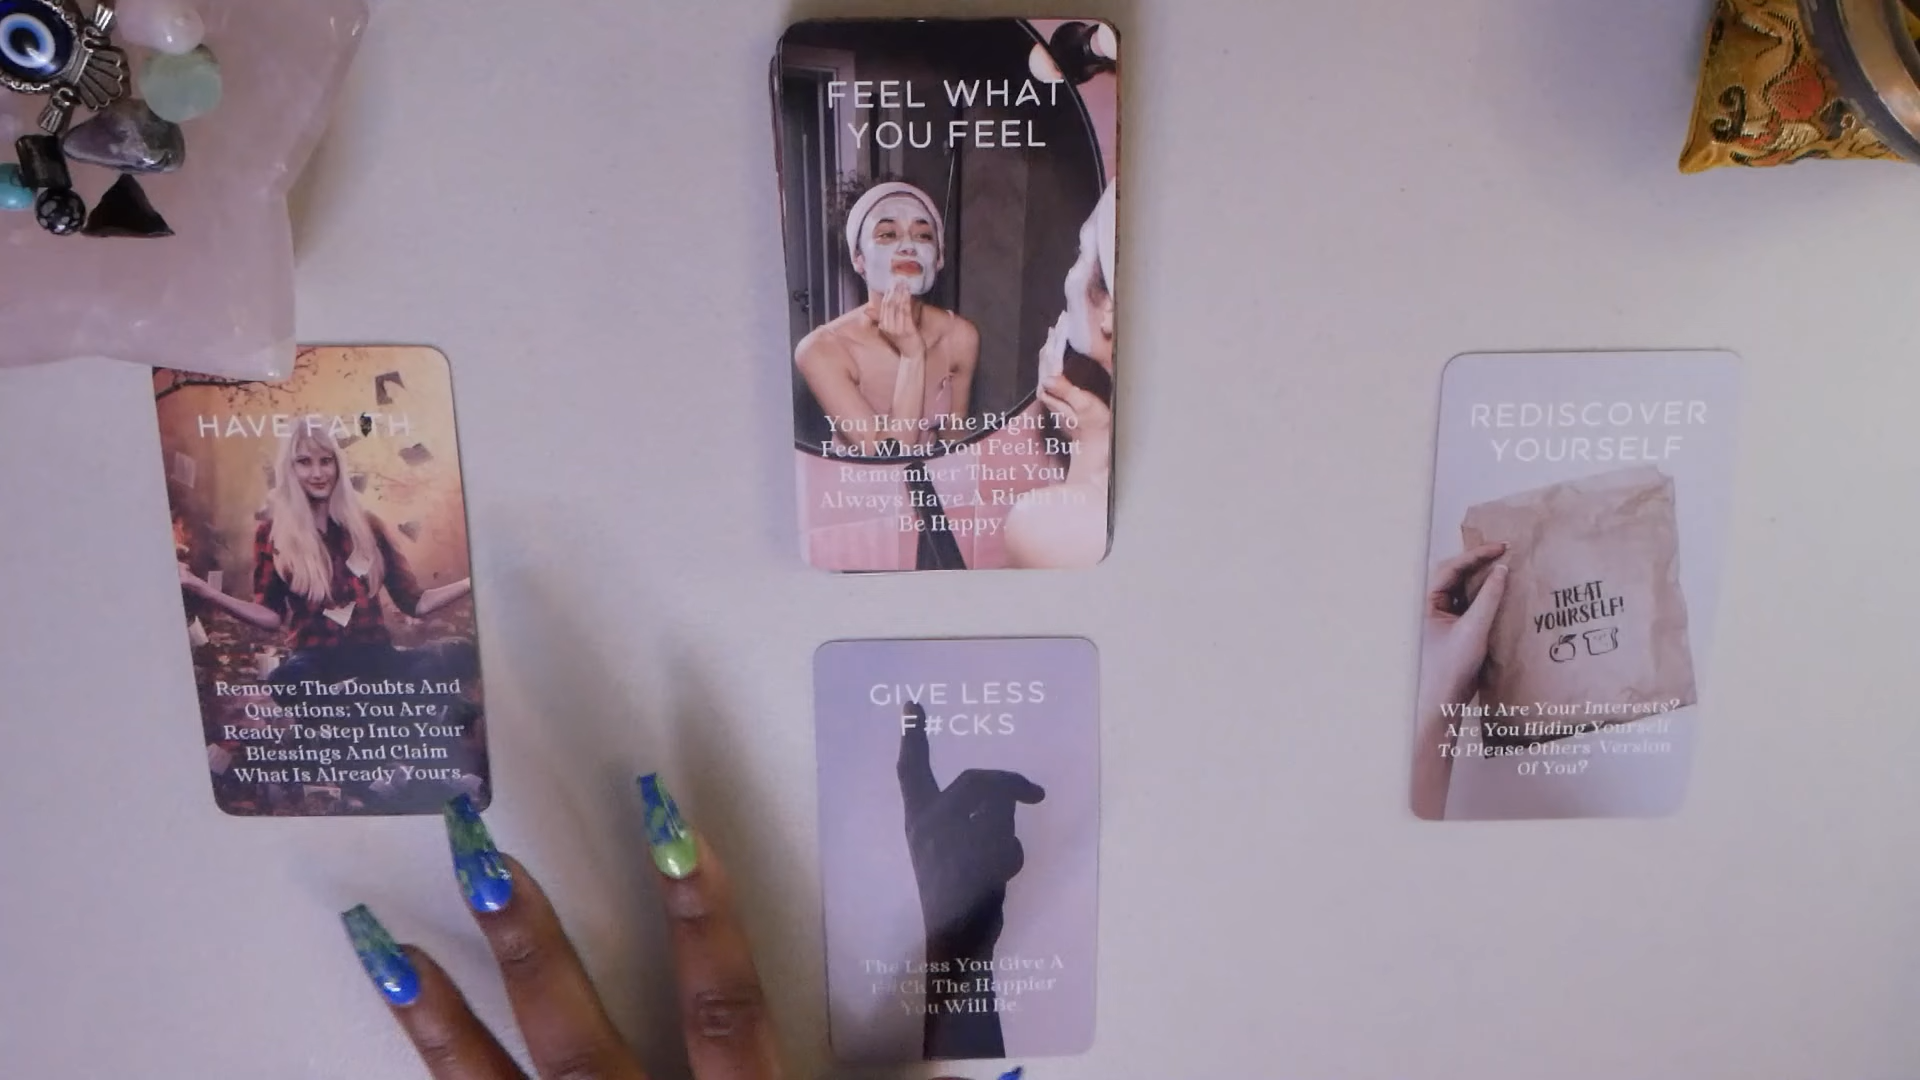 FEEL WHAT
YOU FEEL
You Have The Right To
Feel What You Feel; But
Remember That You
Always Have A Right To
Be Happy.
HAVE FAITH
Remove The Doubts And
Questions; You Are
Ready To Step Into Your
Blessings And Claim
What Is Already Yours.
GIVE LESS
F#CKS
The Less You Give A
F#Ck The Happier
You Will Be.
REDISCOVER
YOURSELF
TREAT
YOURSELF!
What Are Your Interests?
Are You Hiding Yourself
To Please Others Version
Of You?